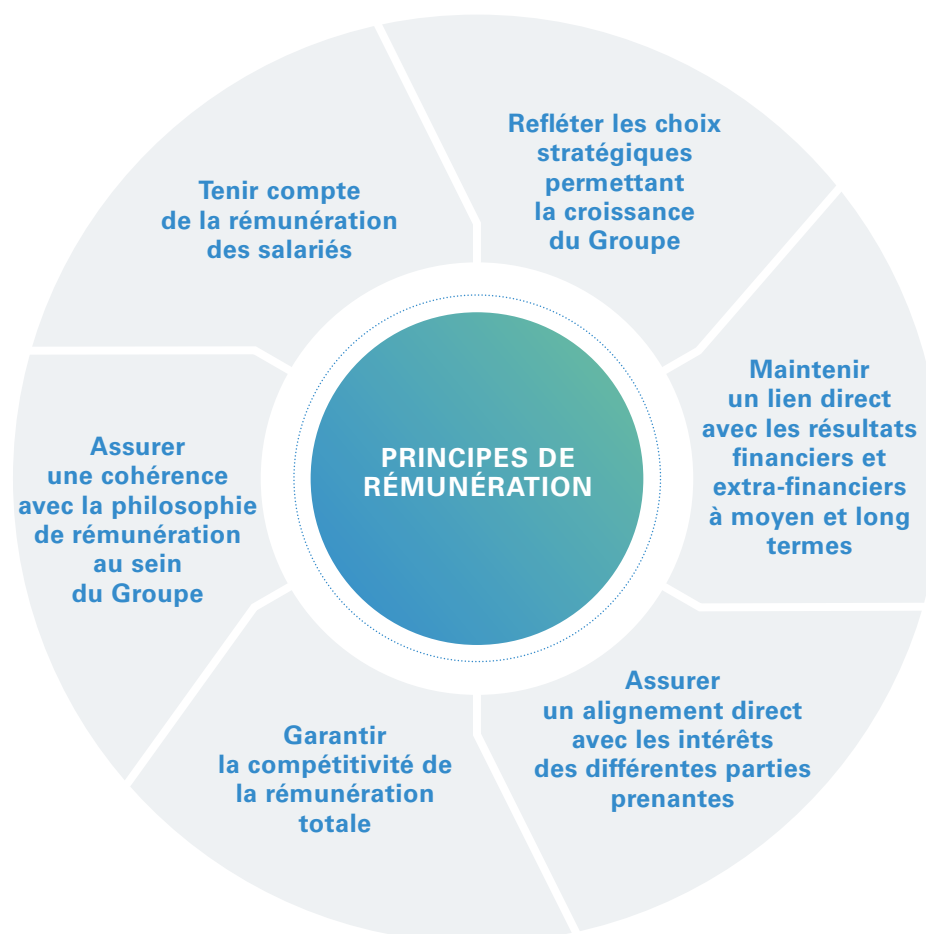 Refléter les choix
stratégiques
permettant
la croissance
du Groupe
Maintenir
un lien direct
avec les résultats
financiers et
extra-financiers
à moyen et long
termes
Assurer
un alignement direct
avec les intérêts
des différentes parties
prenantes
Garantir
la compétitivité de
la rémunération
totale
Assurer
une cohérence
avec la philosophie
de rémunération
au sein
du Groupe
Tenir compte
de la rémunération
des salariés
PRINCIPES DE
RÉMUNÉRATION